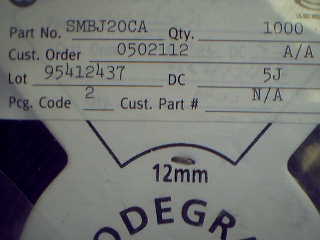 Part No. SMBJ20CA Qty. 1000
Cust. Order 0502112 A/A
Lot 95412437 DC 5J
Pcg. Code 2 Cust. Part # N/A
12mm
ODEGR